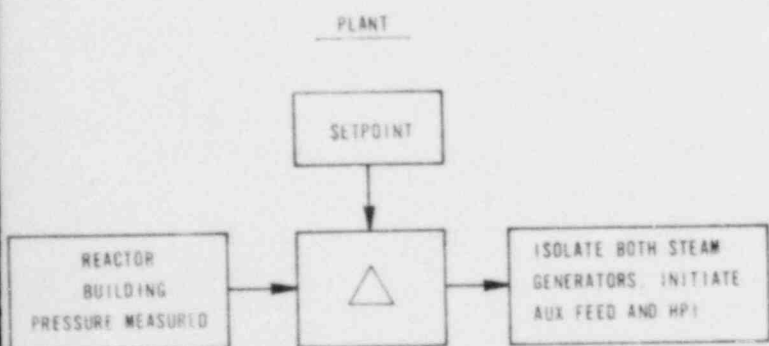 PLANT
SETPOINT
REACTOR
BUILDING
PRESSURE MEASURED
△
ISOLATE BOTH STEAM
GENERATORS, INITIATE
AUX FEED AND HPI